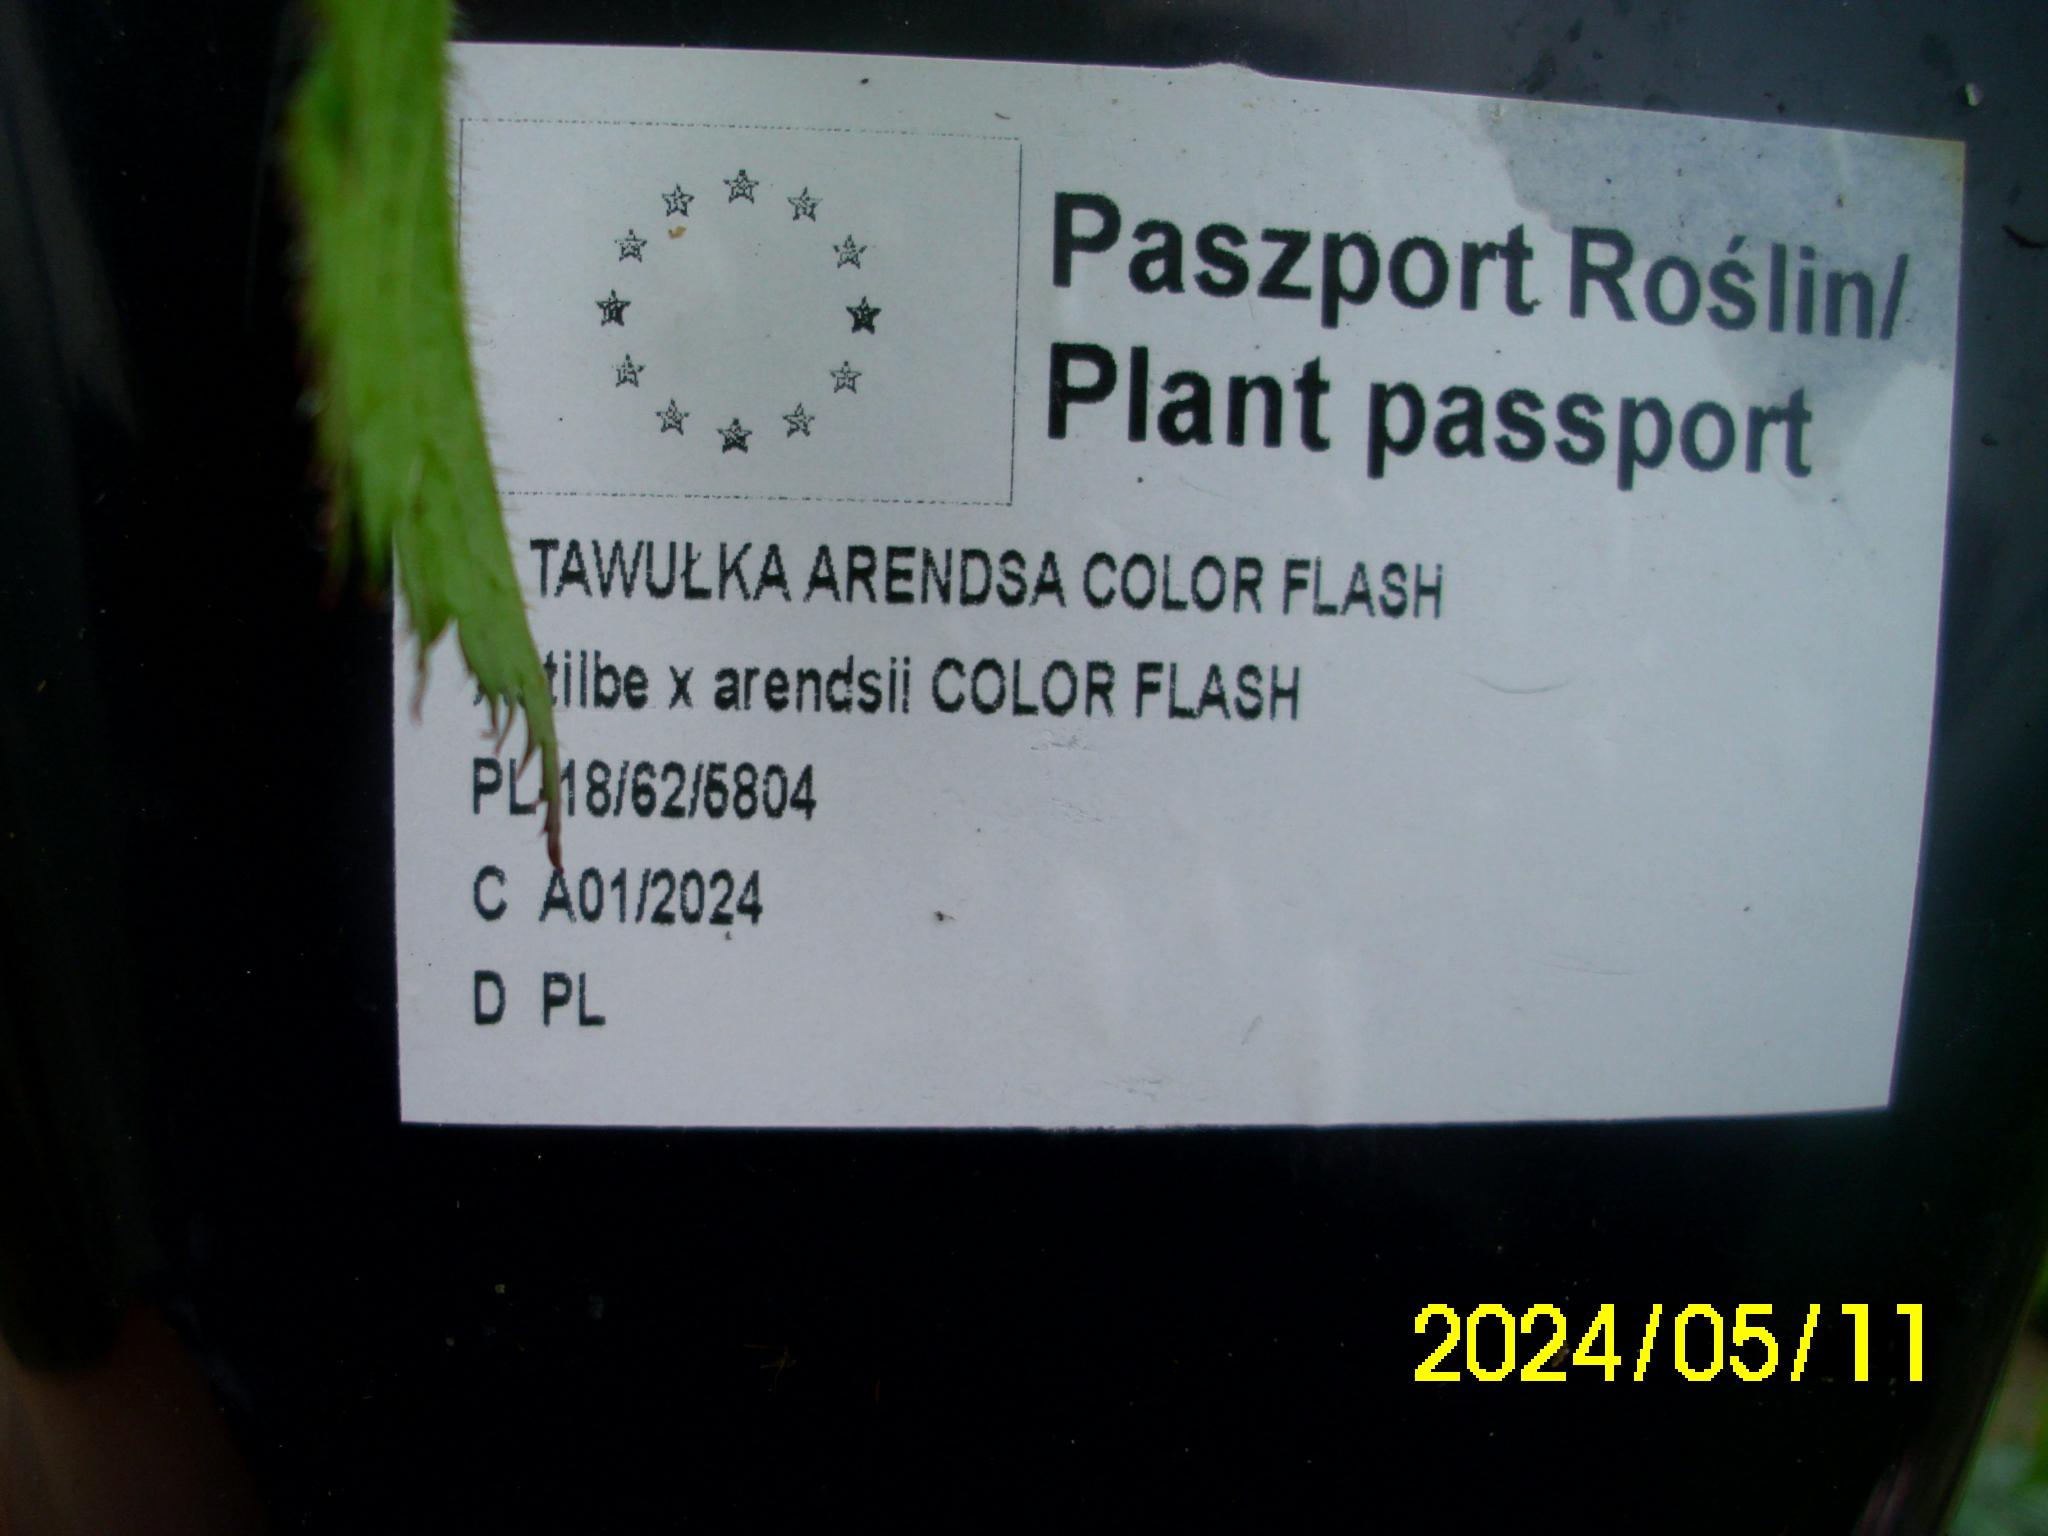 Paszport Roślin/
Plant passport
TAWUŁKA ARENDSA COLOR FLASH
x arendsii COLOR FLASH
PL-18/62/5804
C A01/2024
D PL
2024/05/11